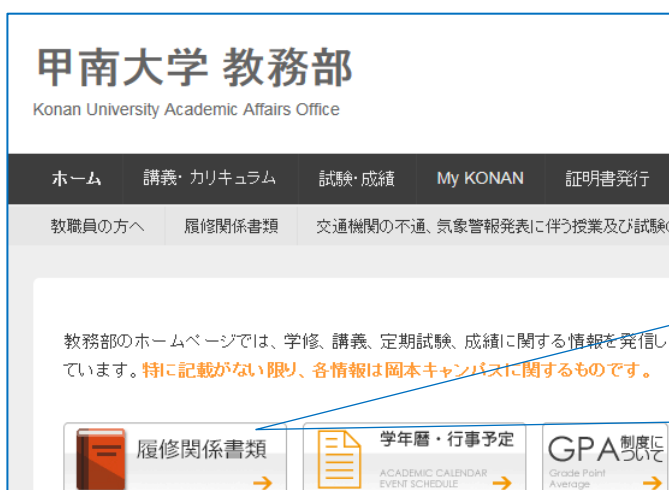 甲南大学 教務部
Konan University Academic Affairs Office
ホーム 講義・カリキュラム 試験・成績 My KONAN 証明書発行
教職員の方へ 履修関係書類 交通機関の不通、気象警報発表に伴う授業及び試験の
教務部のホームページでは、学修、講義、定期試験、成績に関する情報を発信し
ています。特に記載がない限り、各情報は岡本キャンパスに関するものです。
履修関係書類
学年暦・行事予定
ACADEMIC CALENDAR
EVENT SCHEDULE
GPA制度に
ついて
Grade Point
Average